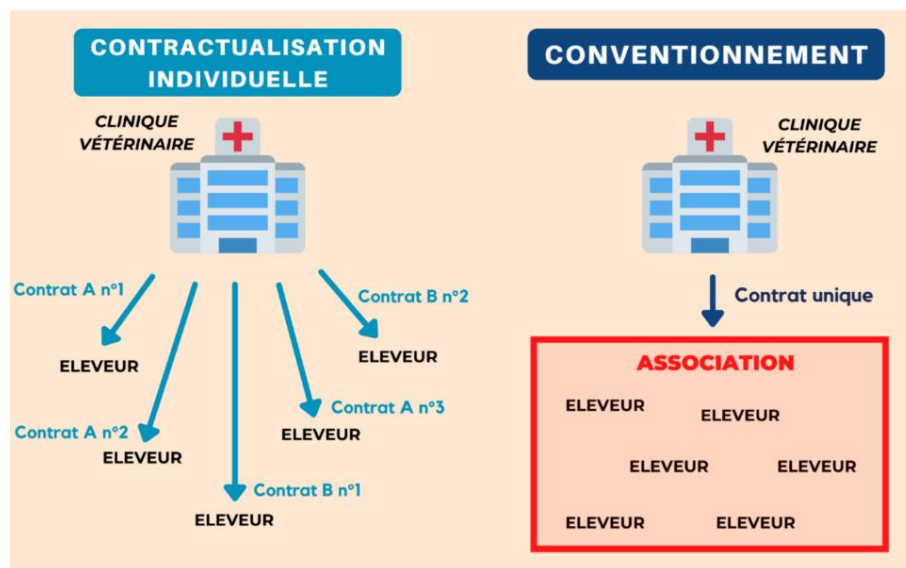 CONTRACTUALISATION
INDIVIDUELLE
CLINIQUE
VÉTÉRINAIRE
Contrat A n°1
Contrat B n°2
ELEVEUR
ELEVEUR
Contrat A n°3
Contrat A n°2
ELEVEUR
ELEVEUR
Contrat B n°1
ELEVEUR
CONVENTIONNEMENT
CLINIQUE
VÉTÉRINAIRE
Contrat unique
ASSOCIATION
ELEVEUR
ELEVEUR
ELEVEUR
ELEVEUR
ELEVEUR
ELEVEUR